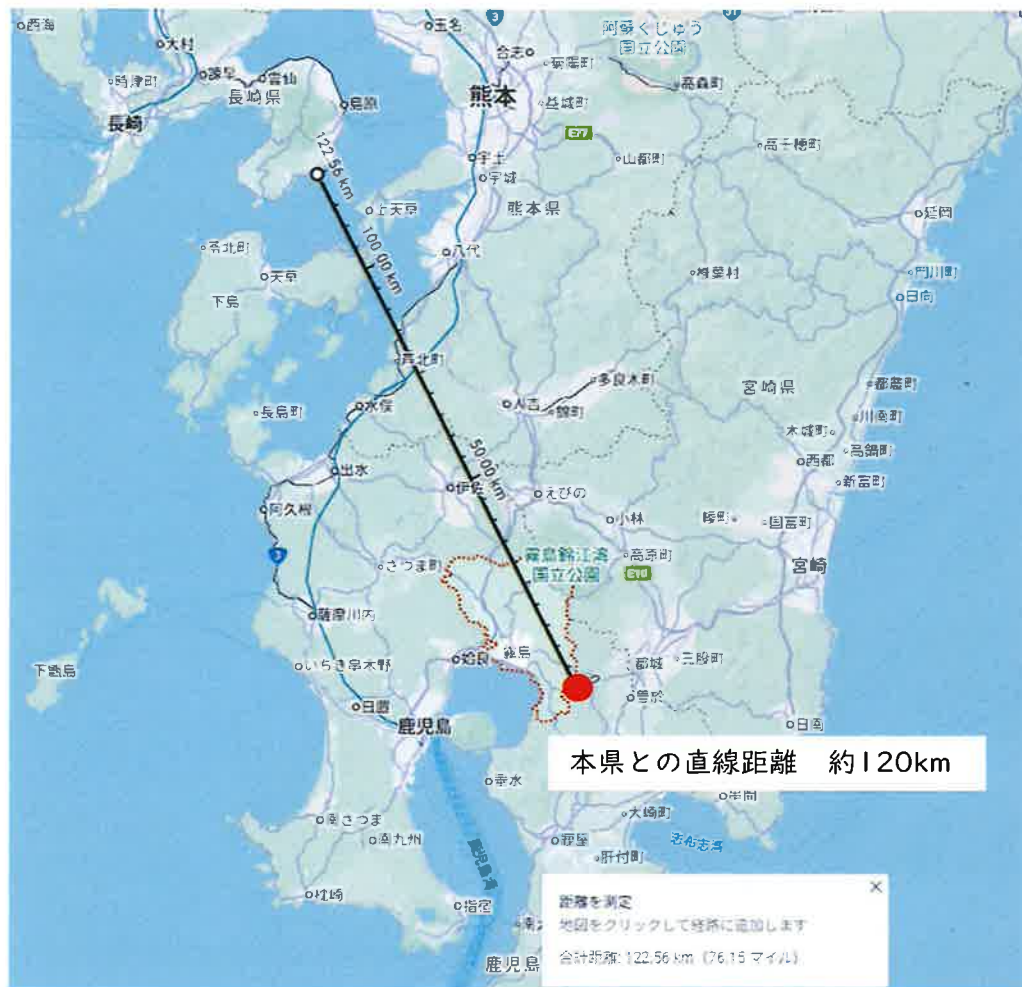 西海
大村
時津町
諫早
雲仙
長崎県
島原
長崎
玉名
3
合志
菊陽町
熊本
益城町
E77
阿蘇くじゅう
国立公園
高森町
高千穂町
山都町
宇土
宇城
熊本県
延岡
門川町
日向
椎葉村
上天草
八代
苓北町
天草
下島
122.56 km
100.00 km
50.00 km
芦北町
水俣
長島町
多良木町
人吉
錦町
宮崎県
都農町
川南町
木城町
高鍋町
西都
新富町
出水
伊佐
えびの
阿久根
3
小林
綾町
国富町
宮崎
霧島錦江湾
国立公園
高原町
E10
さつま町
薩摩川内
下甑島
いちき串木野
姶良
霧島
都城
三股町
曽於
日置
鹿児島
日南
本県との直線距離 約120km
垂水
串間
大崎町
志布志湾
南さつま
南九州
鹿児島湾
鹿屋
肝付町
枕崎
指宿
鹿児島
距離を測定
地図をクリックして経路に追加します
合計距離: 122.56 km (76.15 マイル)